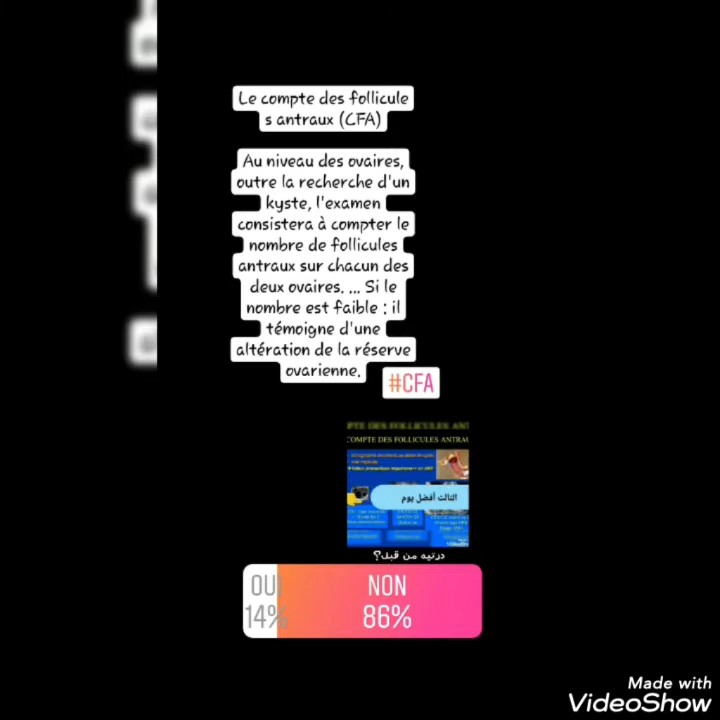 Le compte des follicule
s antraux (CFA)
Au niveau des ovaires,
outre la recherche d'un
kyste, l'examen
consistera à compter le
nombre de follicules
antraux sur chacun des
deux ovaires. ... Si le
nombre est faible : il
témoigne d'une
altération de la réserve
ovarienne.
#CFA
COMPTE DES FOLLICULES ANTRAU
الثالث أفضل يوم
درتيه من قبل؟
OUI NON
14% 86%
Made with
VideoShow